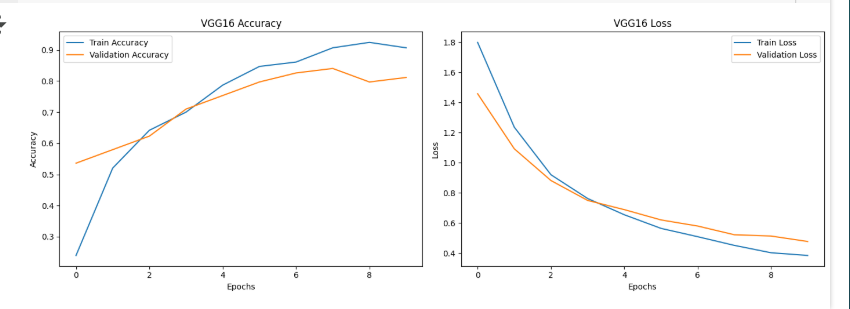 VGG16 Accuracy
Train Accuracy
Validation Accuracy
0.9
0.8
0.7
0.6
0.5
0.4
0.3
Accuracy
0 2 4 6 8
Epochs
VGG16 Loss
Train Loss
Validation Loss
1.8
1.6
1.4
1.2
1.0
0.8
0.6
0.4
Loss
0 2 4 6 8
Epochs